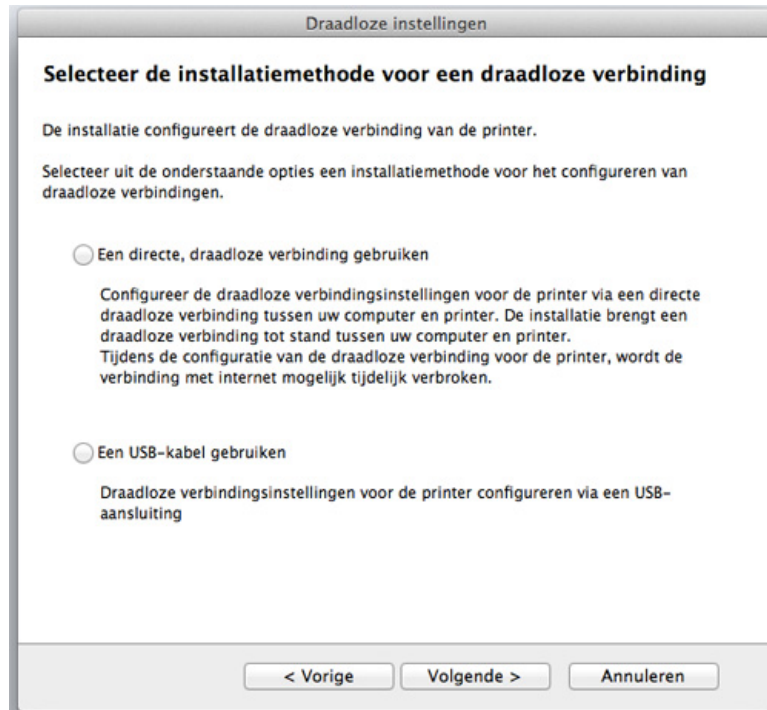 Draadloze instellingen
Selecteer de installatiemethode voor een draadloze verbinding
De installatie configureert de draadloze verbinding van de printer.
Selecteer uit de onderstaande opties een installatiemethode voor het configureren van
draadloze verbindingen.
Een directe, draadloze verbinding gebruiken
Configureer de draadloze verbindingsinstellingen voor de printer via een directe
draadloze verbinding tussen uw computer en printer. De installatie brengt een
draadloze verbinding tot stand tussen uw computer en printer.
Tijdens de configuratie van de draadloze verbinding voor de printer, wordt de
verbinding met internet mogelijk tijdelijk verbroken.
Een USB-kabel gebruiken
Draadloze verbindingsinstellingen voor de printer configureren via een USB-
aansluiting
< Vorige Volgende > Annuleren